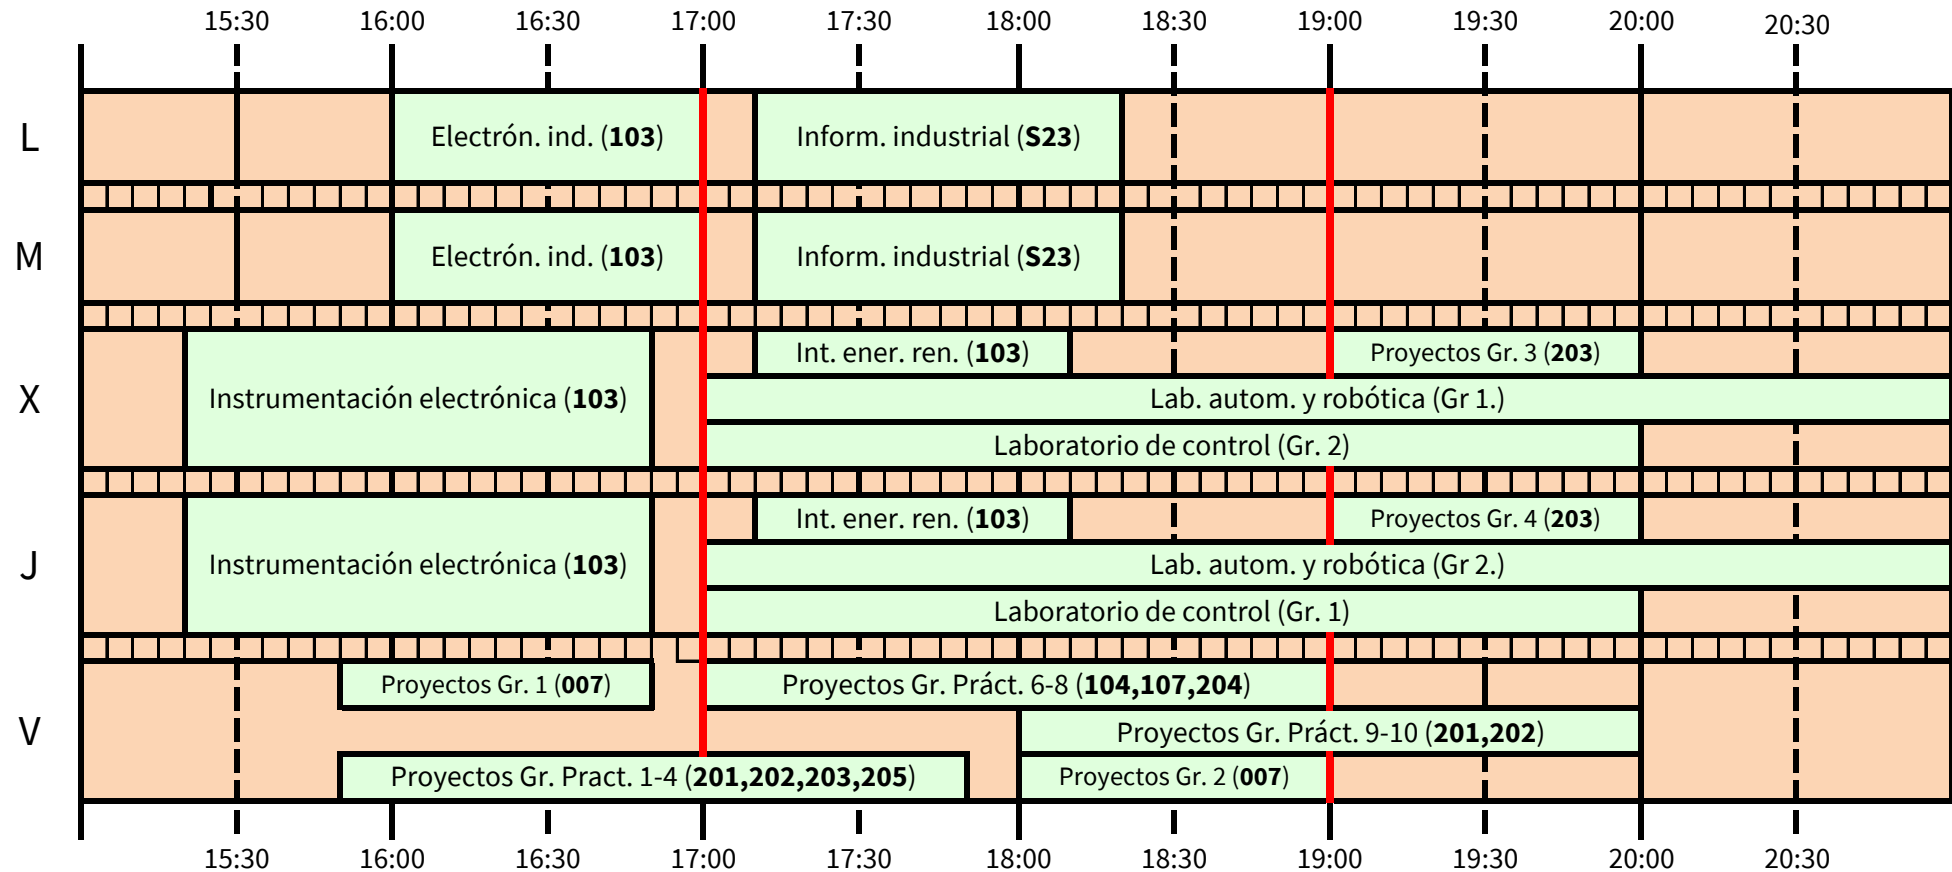 15:30 16:00 16:30 17:00 17:30 18:00 18:30 19:00 19:30 20:00 20:30
L Electrón. ind. (103) Inform. industrial (S23)
M Electrón. ind. (103) Inform. industrial (S23)
Int. ener. ren. (103) Proyectos Gr. 3 (203)
X Instrumentación electrónica (103) Lab. autom. y robótica (Gr 1.)
Laboratorio de control (Gr. 2)
Int. ener. ren. (103) Proyectos Gr. 4 (203)
J Instrumentación electrónica (103) Lab. autom. y robótica (Gr 2.)
Laboratorio de control (Gr. 1)
Proyectos Gr. 1 (007) Proyectos Gr. Práct. 6-8 (104,107,204)
V Proyectos Gr. Práct. 9-10 (201,202)
Proyectos Gr. Pract. 1-4 (201,202,203,205) Proyectos Gr. 2 (007)
15:30 16:00 16:30 17:00 17:30 18:00 18:30 19:00 19:30 20:00 20:30